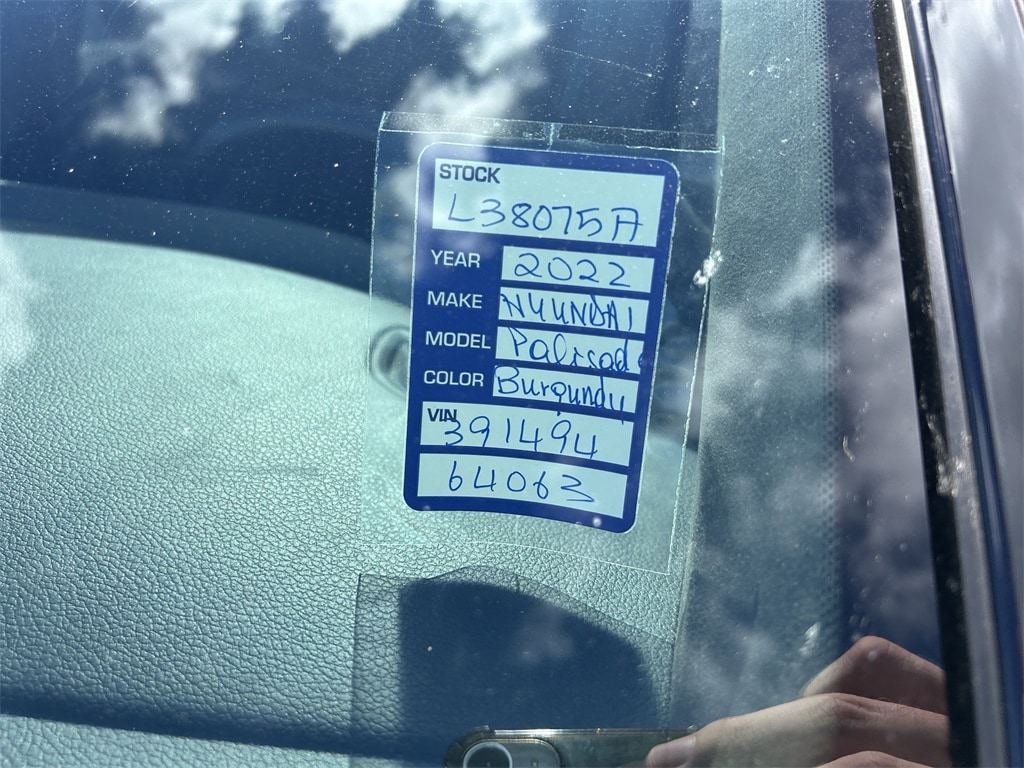 STOCK
L38075A
YEAR 2022
MAKE HYUNDAI
MODEL Palisade
COLOR Burgundy
VIN
391494
64063